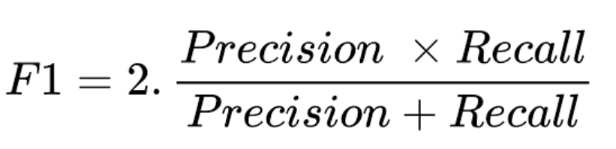 F1 = 2. Precision × Recall
Precision + Recall